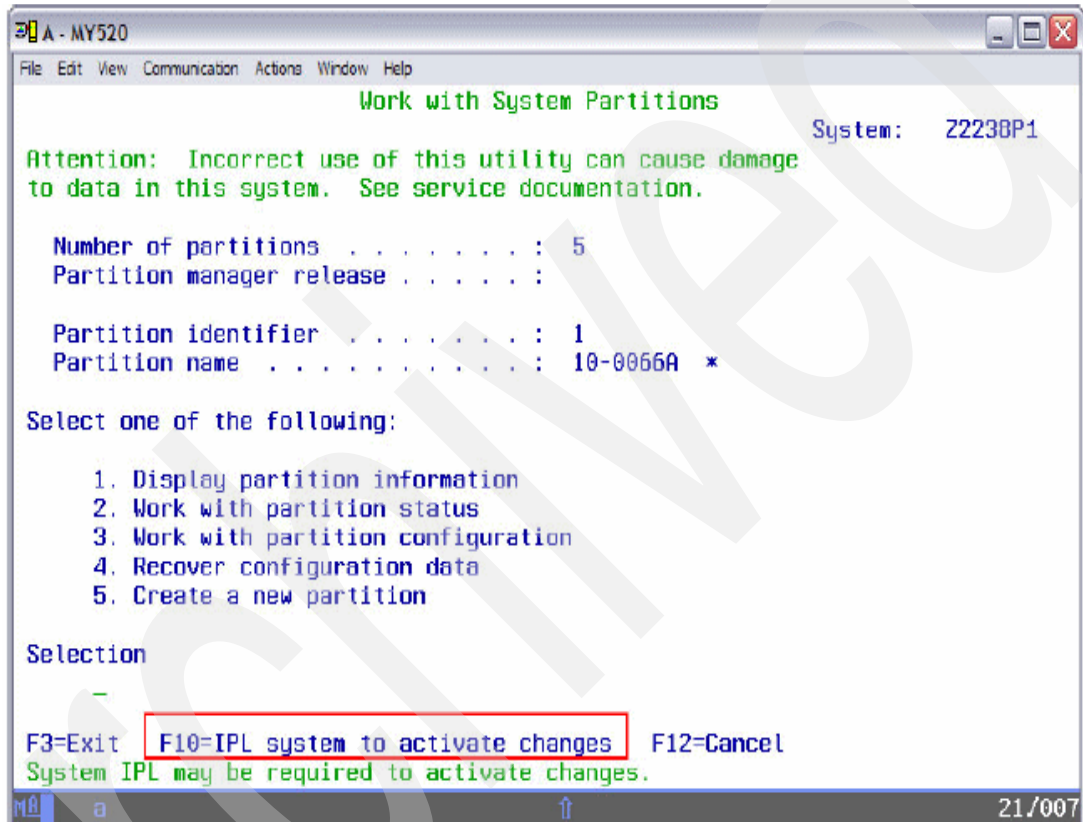 A - MY520
File Edit View Communication Actions Window Help
Work with System Partitions
System: Z2238P1
Attention: Incorrect use of this utility can cause damage
to data in this system. See service documentation.
Number of partitions . . . . . . . : 5
Partition manager release . . . . . :
Partition identifier . . . . . . . : 1
Partition name . . . . . . . . . . . : 10-0066A *
Select one of the following:
1. Display partition information
2. Work with partition status
3. Work with partition configuration
4. Recover configuration data
5. Create a new partition
Selection
_
F3=Exit F10=IPL system to activate changes F12=Cancel
System IPL may be required to activate changes.
MA a 21/007